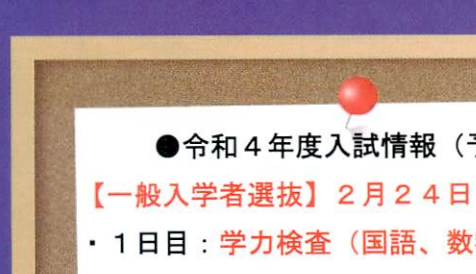 ●令和４年度入試情報（予
【一般入学者選抜】２月２４日
・１日目：学力検査（国語、数